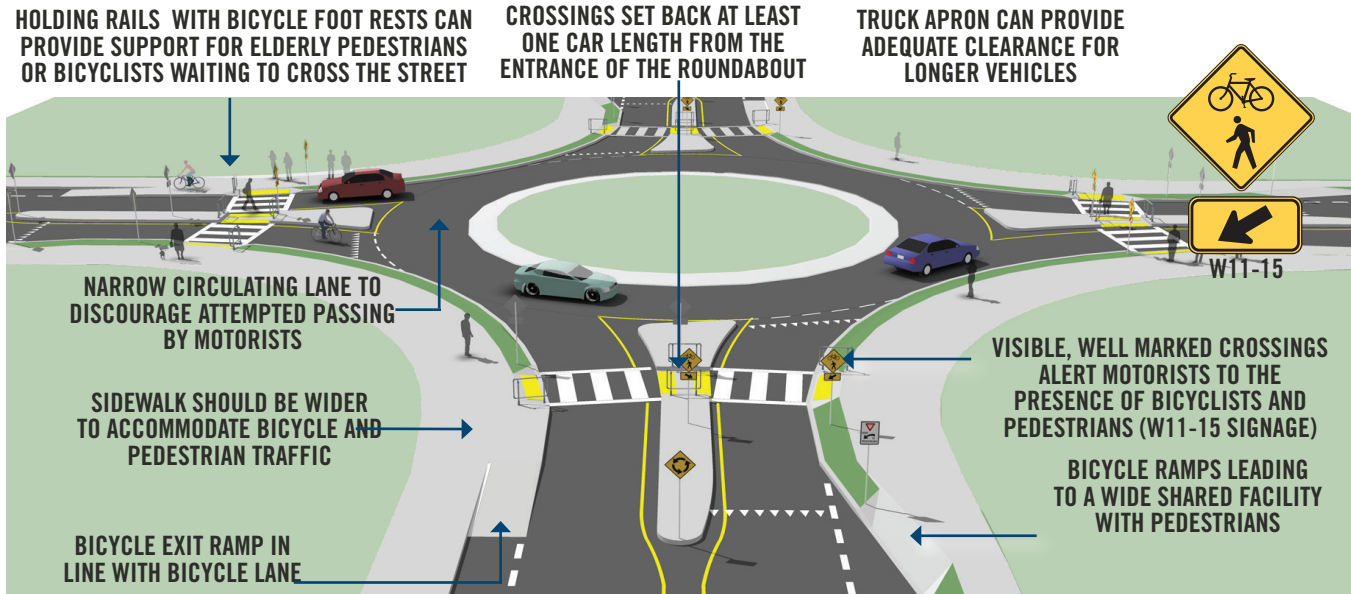 HOLDING RAILS WITH BICYCLE FOOT RESTS CAN
PROVIDE SUPPORT FOR ELDERLY PEDESTRIANS
OR BICYCLISTS WAITING TO CROSS THE STREET
CROSSINGS SET BACK AT LEAST
ONE CAR LENGTH FROM THE
ENTRANCE OF THE ROUNDABOUT
TRUCK APRON CAN PROVIDE
ADEQUATE CLEARANCE FOR
LONGER VEHICLES
W11-15
NARROW CIRCULATING LANE TO
DISCOURAGE ATTEMPTED PASSING
BY MOTORISTS
VISIBLE, WELL MARKED CROSSINGS
ALERT MOTORISTS TO THE
PRESENCE OF BICYCLISTS AND
PEDESTRIANS (W11-15 SIGNAGE)
SIDEWALK SHOULD BE WIDER
TO ACCOMMODATE BICYCLE AND
PEDESTRIAN TRAFFIC
BICYCLE RAMPS LEADING
TO A WIDE SHARED FACILITY
WITH PEDESTRIANS
BICYCLE EXIT RAMP IN
LINE WITH BICYCLE LANE